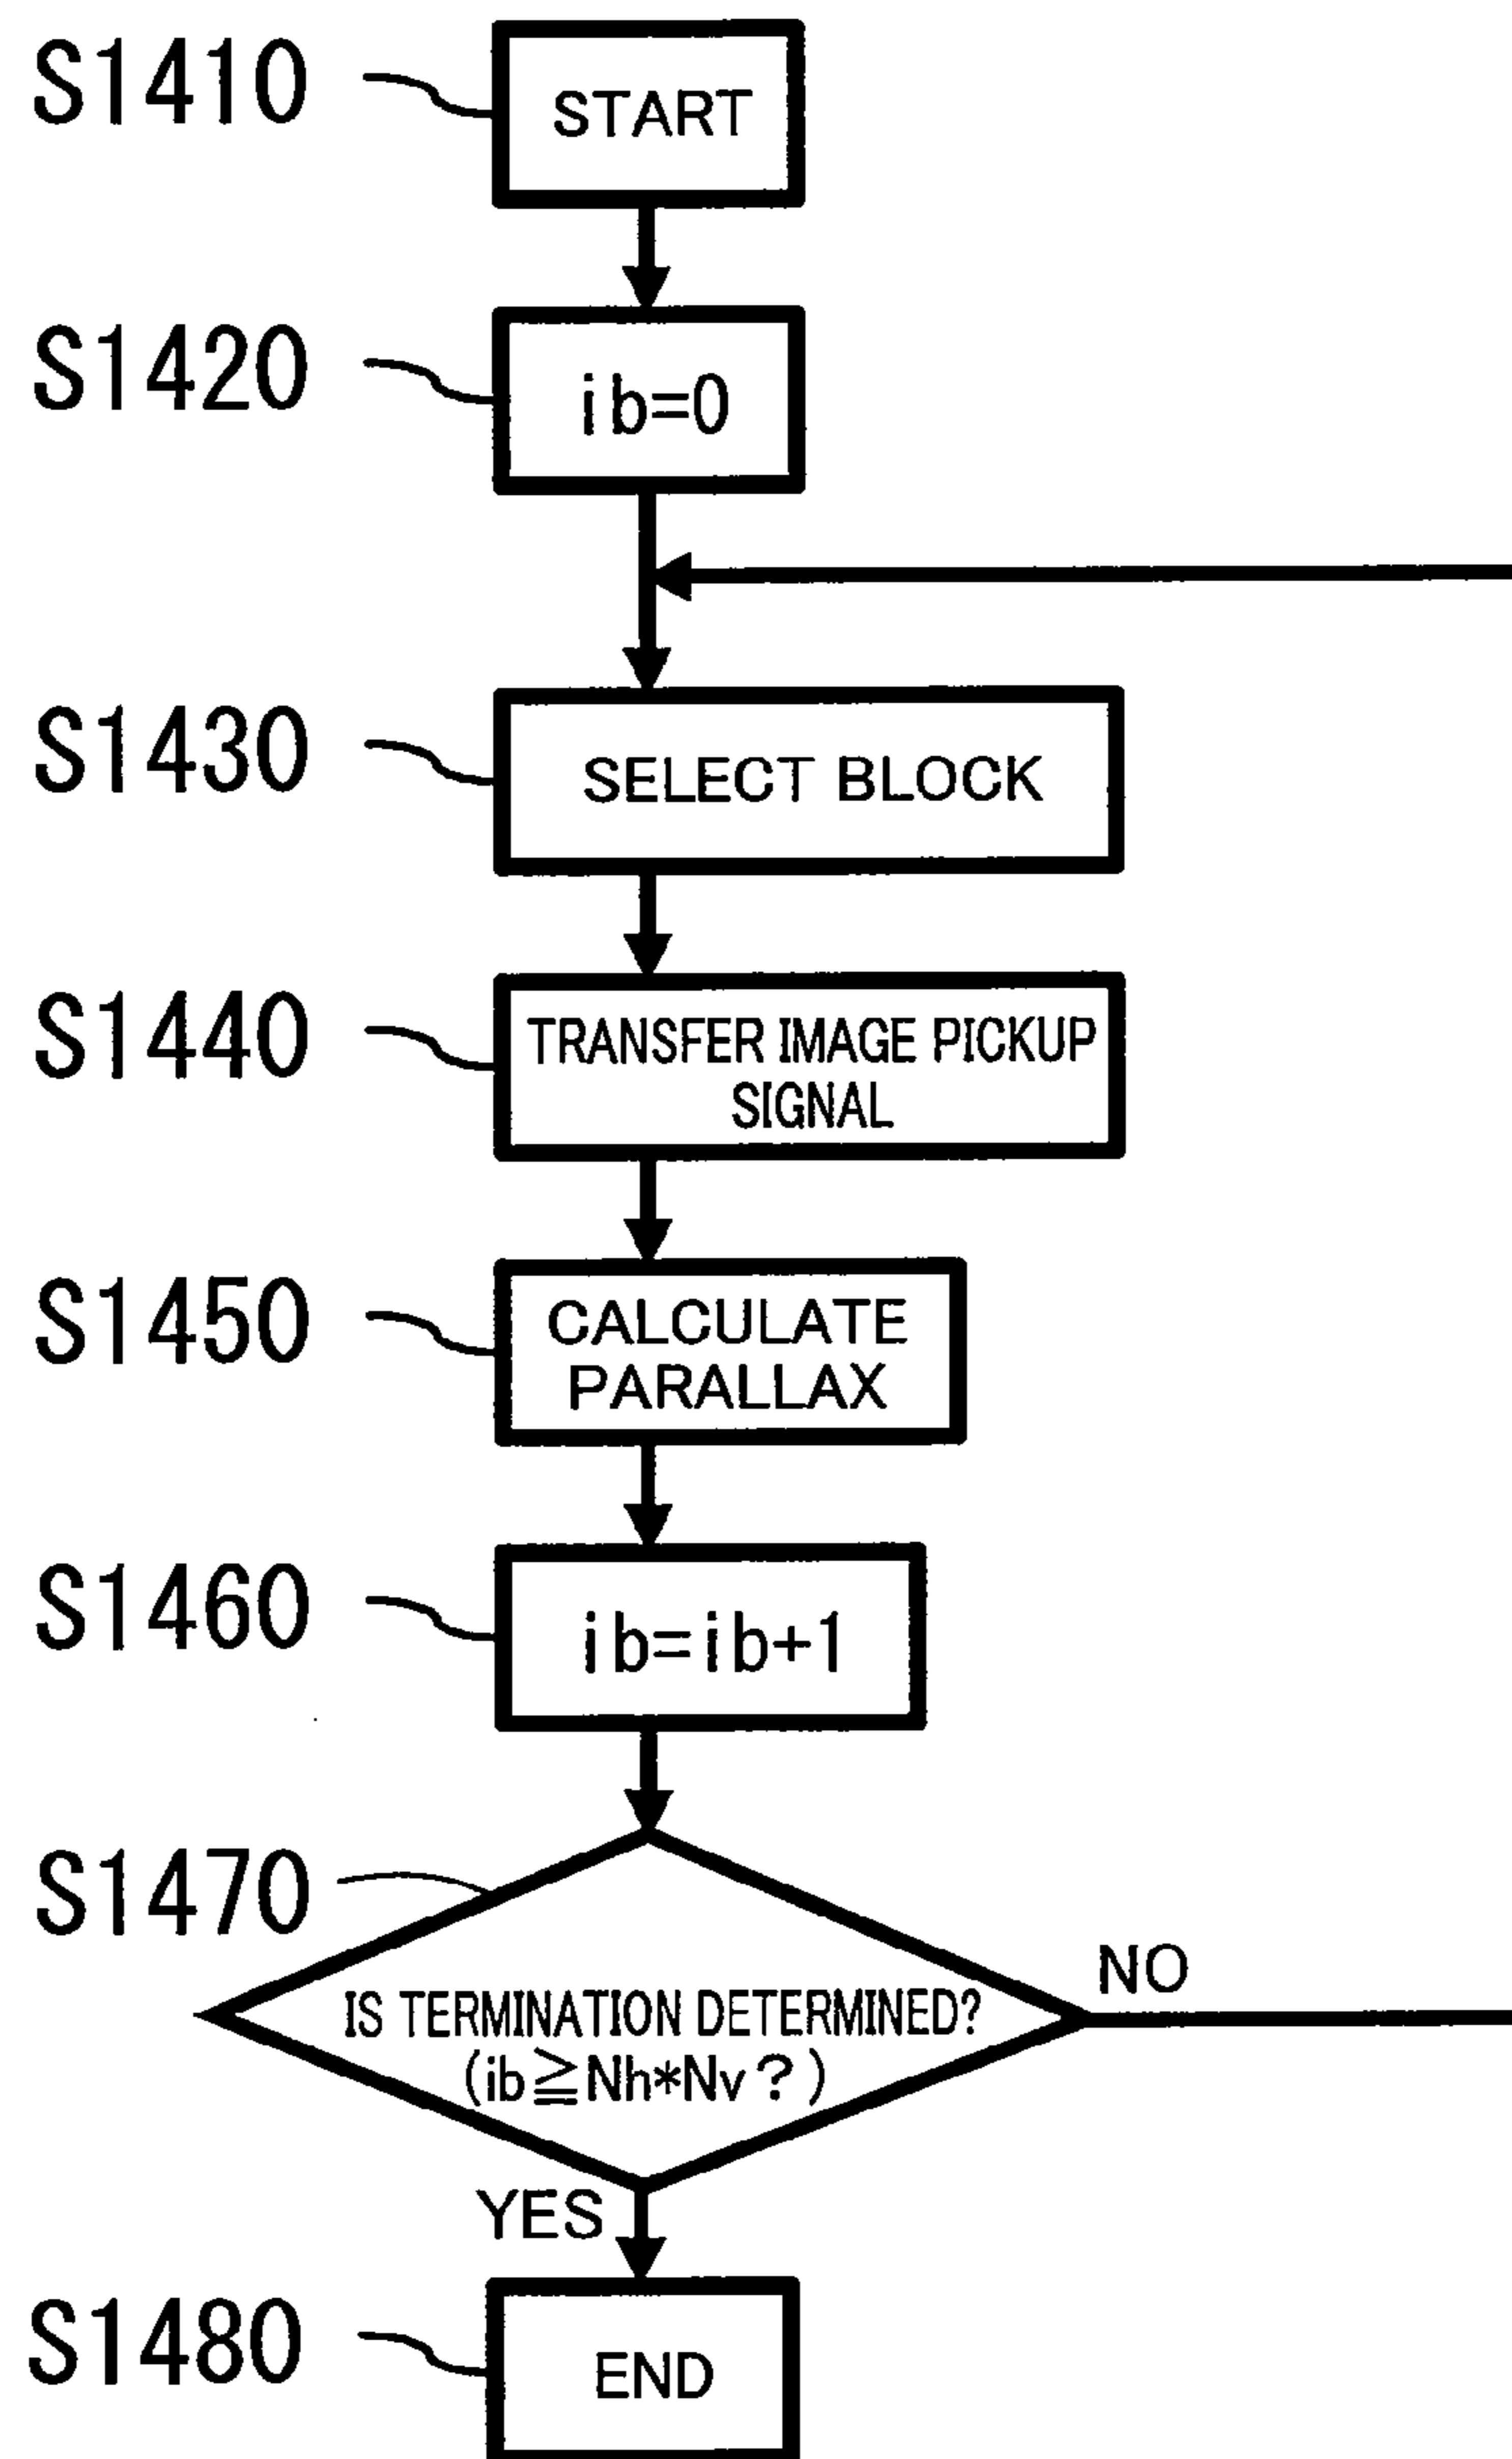 S1410
START
S1420
ib=0
S1430
SELECT BLOCK
S1440
TRANSFER IMAGE PICKUP
SIGNAL
S1450
CALCULATE
PARALLAX
S1460
ib=ib+1
S1470
NO
IS TERMINATION DETERMINED?
(ib≧Nh*Nv?)
YES
S1480
END